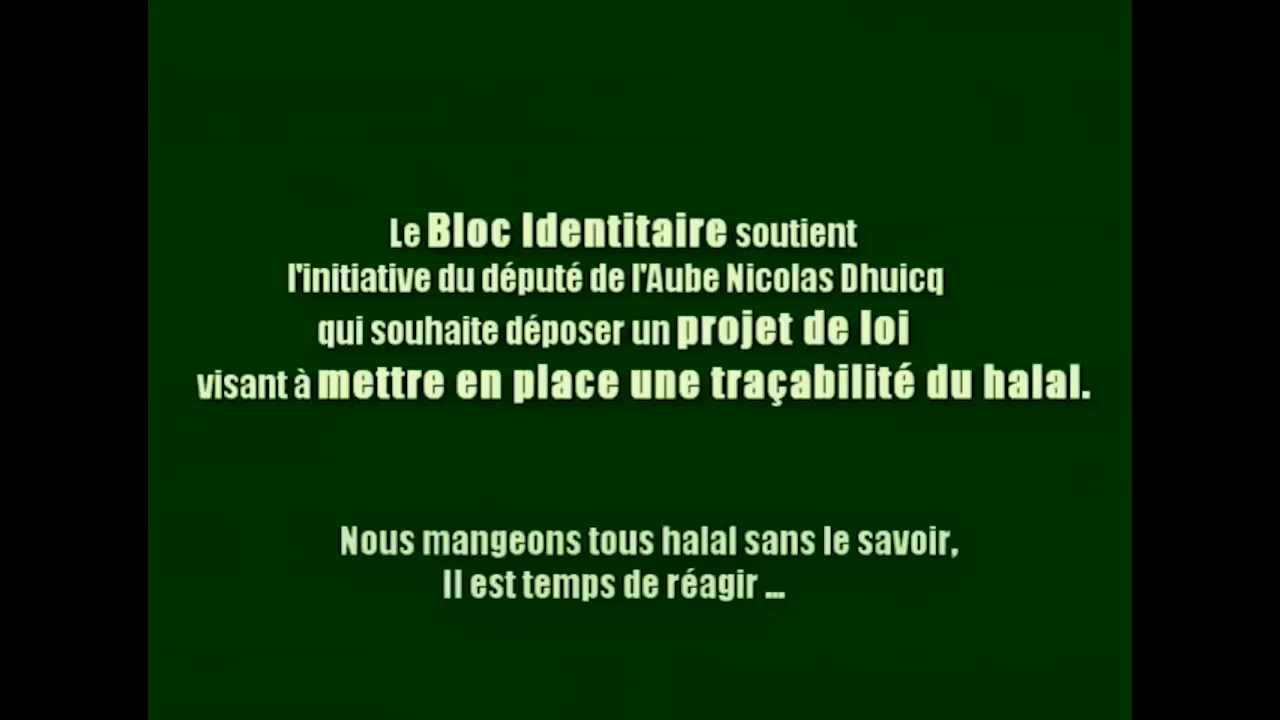 Le Bloc Identitaire soutient
l'initiative du député de l'Aube Nicolas Dhuicq
qui souhaite déposer un projet de loi
visant à mettre en place une traçabilité du halal.
Nous mangeons tous halal sans le savoir,
Il est temps de réagir ...